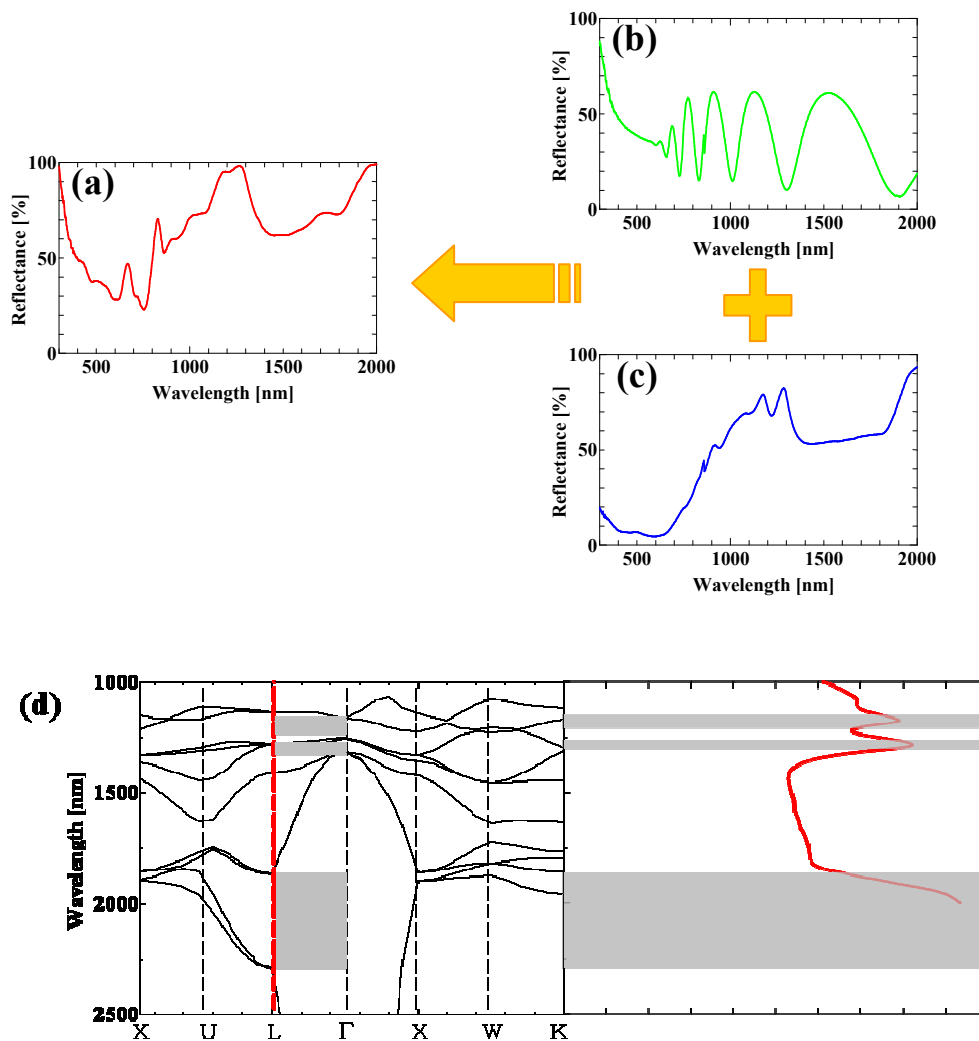 (b)
100
50
0
Reflectance [%]
500 1000 1500 2000
Wavelength [nm]
(a)
100
50
0
Reflectance [%]
500 1000 1500 2000
Wavelength [nm]
(c)
100
50
0
Reflectance [%]
500 1000 1500 2000
Wavelength [nm]
(d)
1000
1500
2000
2500
Wavelength [nm]
X U L Γ X W K